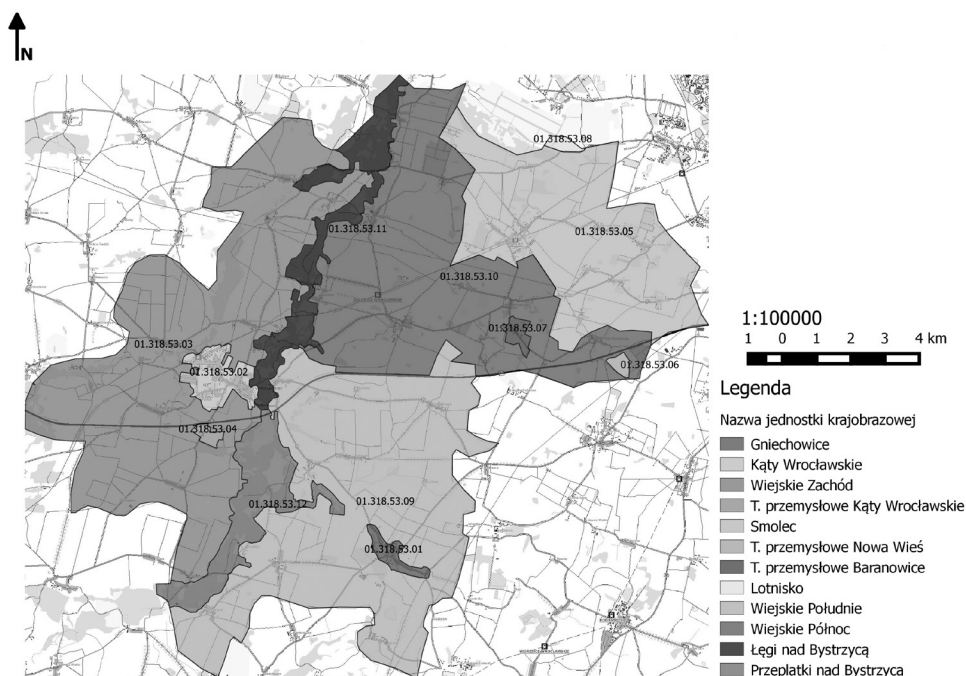 N
01.318.53.08
01.318.53.11
01.318.53.05
01.318.53.10
01.318.53.07
01.318.53.03
01.318.53.06
01.318.53.02
01.318.53.04
01.318.53.12
01.318.53.09
01.318.53.01
1:100000
1 0 1 2 3 4 km
Legenda
Nazwa jednostki krajobrazowej
Gniechowice
Kąty Wrocławskie
Wiejskie Zachód
T. przemysłowe Kąty Wrocławskie
Smolec
T. przemysłowe Nowa Wieś
T. przemysłowe Baranowice
Lotnisko
Wiejskie Południe
Wiejskie Północ
Łęgi nad Bystrzycą
Przepłatki nad Bystrzyca